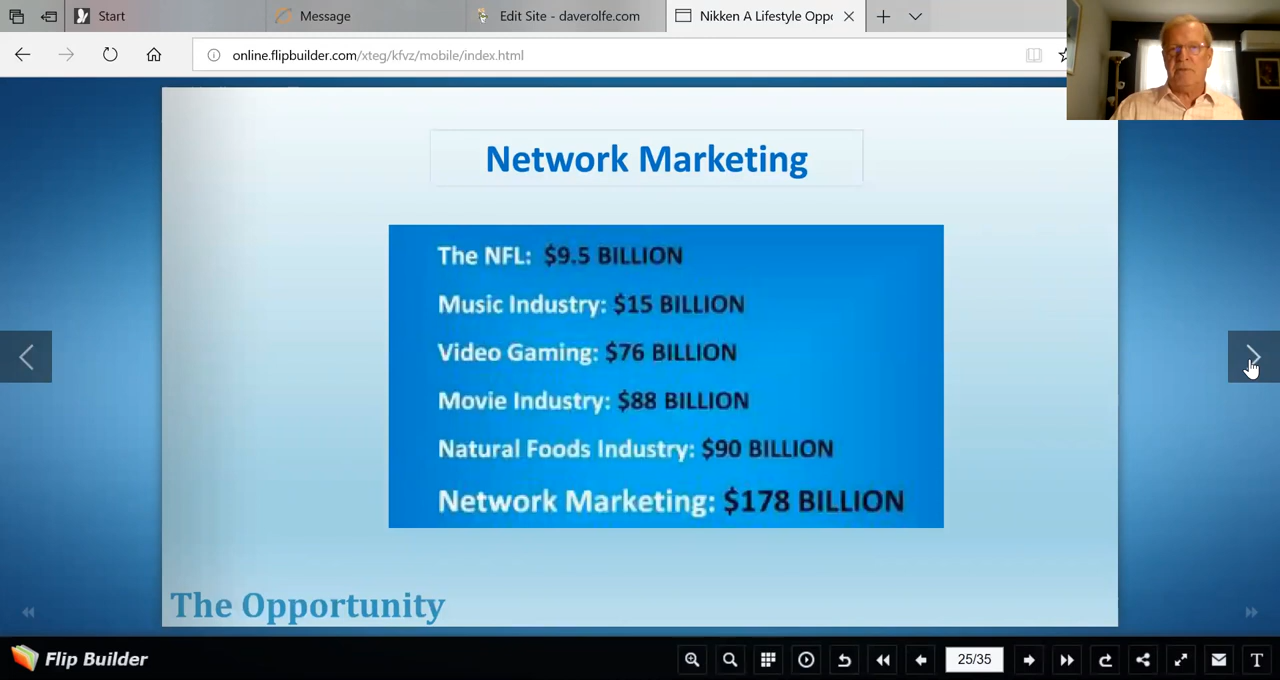 Start
Message
Edit Site - daverolfe.com
Nikken A Lifestyle Oppo
online.flipbuilder.com/xteg/kfvz/mobile/index.html
Network Marketing
The NFL: $9.5 BILLION
Music Industry: $15 BILLION
Video Gaming: $76 BILLION
Movie Industry: $88 BILLION
Natural Foods Industry: $90 BILLION
Network Marketing: $178 BILLION
The Opportunity
Flip Builder
25/35
T